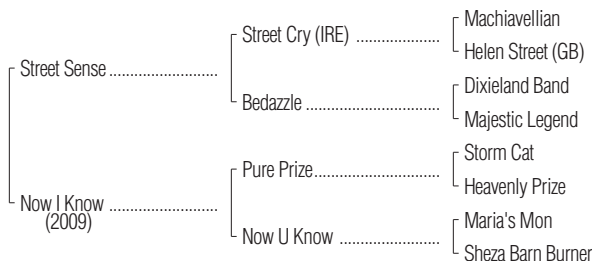 Machiavellian
Street Cry (IRE) ..................
Helen Street (GB)
Street Sense ........................
Dixieland Band
Bedazzle .............................
Majestic Legend
Storm Cat
Pure Prize...........................
Heavenly Prize
Now I Know ........................
(2009)
Maria's Mon
Now U Know ......................
Sheza Barn Burner